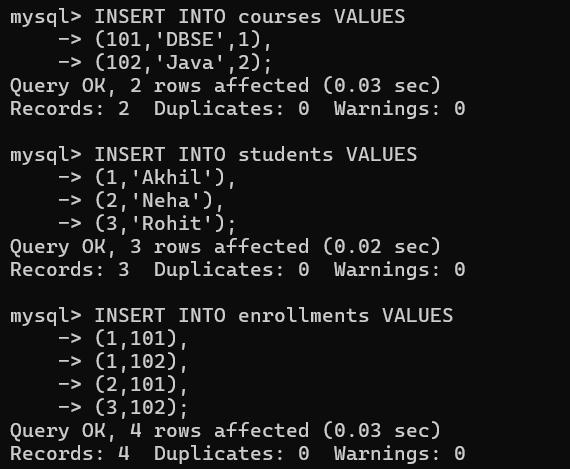 mysql> INSERT INTO courses VALUES
    -> (101,'DBSE',1),
    -> (102,'Java',2);
Query OK, 2 rows affected (0.03 sec)
Records: 2  Duplicates: 0  Warnings: 0

mysql> INSERT INTO students VALUES
    -> (1,'Akhil'),
    -> (2,'Neha'),
    -> (3,'Rohit');
Query OK, 3 rows affected (0.02 sec)
Records: 3  Duplicates: 0  Warnings: 0

mysql> INSERT INTO enrollments VALUES
    -> (1,101),
    -> (1,102),
    -> (2,101),
    -> (3,102);
Query OK, 4 rows affected (0.03 sec)
Records: 4  Duplicates: 0  Warnings: 0